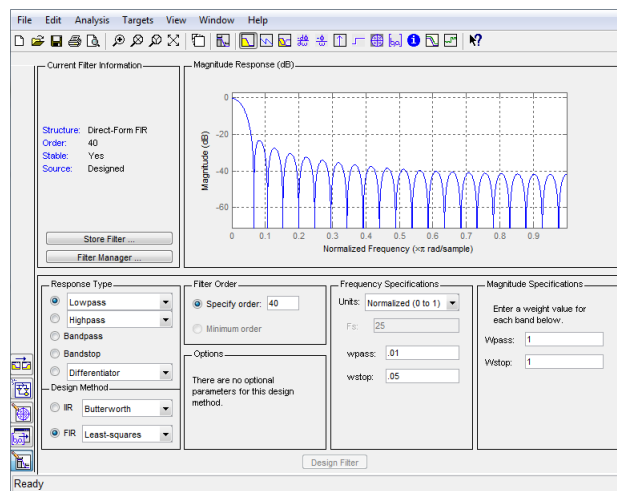 File Edit Analysis Targets View Window Help
Current Filter Information
Structure: Direct-Form FIR
Order: 40
Stable: Yes
Source: Designed
Store Filter ...
Filter Manager ...
Magnitude Response (dB)
Magnitude (dB)
0
-20
-40
-60
0 0.1 0.2 0.3 0.4 0.5 0.6 0.7 0.8 0.9
Normalized Frequency (×π rad/sample)
Response Type
Lowpass
Highpass
Bandpass
Bandstop
Differentiator
Design Method
IIR Butterworth
FIR Least-squares
Filter Order
Specify order: 40
Minimum order
Options
There are no optional
parameters for this design
method.
Frequency Specifications
Units: Normalized (0 to 1)
Fs: 25
wpass: .01
wstop: .05
Magnitude Specifications
Enter a weight value for
each band below.
Wpass: 1
Wstop: 1
Design Filter
Ready